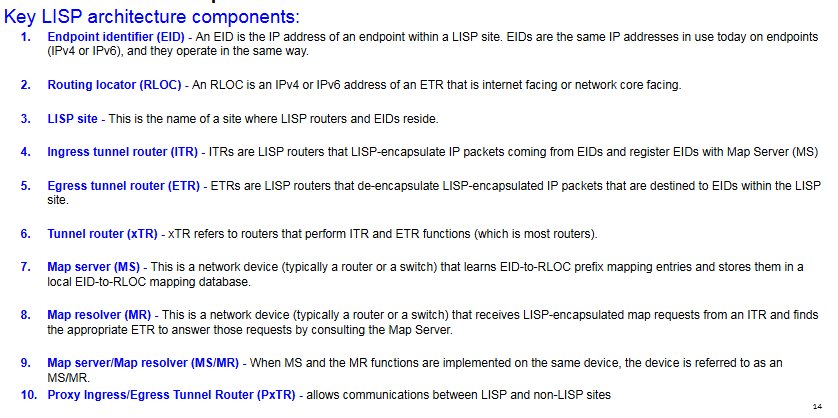 Key LISP architecture components:
1. Endpoint identifier (EID) - An EID is the IP address of an endpoint within a LISP site. EIDs are the same IP addresses in use today on endpoints
(IPv4 or IPv6), and they operate in the same way.
2. Routing locator (RLOC) - An RLOC is an IPv4 or IPv6 address of an ETR that is internet facing or network core facing.
3. LISP site - This is the name of a site where LISP routers and EIDs reside.
4. Ingress tunnel router (ITR) - ITRs are LISP routers that LISP-encapsulate IP packets coming from EIDs and register EIDs with Map Server (MS)
5. Egress tunnel router (ETR) - ETRs are LISP routers that de-encapsulate LISP-encapsulated IP packets that are destined to EIDs within the LISP
site.
6. Tunnel router (xTR) - xTR refers to routers that perform ITR and ETR functions (which is most routers).
7. Map server (MS) - This is a network device (typically a router or a switch) that learns EID-to-RLOC prefix mapping entries and stores them in a
local EID-to-RLOC mapping database.
8. Map resolver (MR) - This is a network device (typically a router or a switch) that receives LISP-encapsulated map requests from an ITR and finds
the appropriate ETR to answer those requests by consulting the Map Server.
9. Map server/Map resolver (MS/MR) - When MS and the MR functions are implemented on the same device, the device is referred to as an
MS/MR.
10. Proxy Ingress/Egress Tunnel Router (PxTR) - allows communications between LISP and non-LISP sites
14